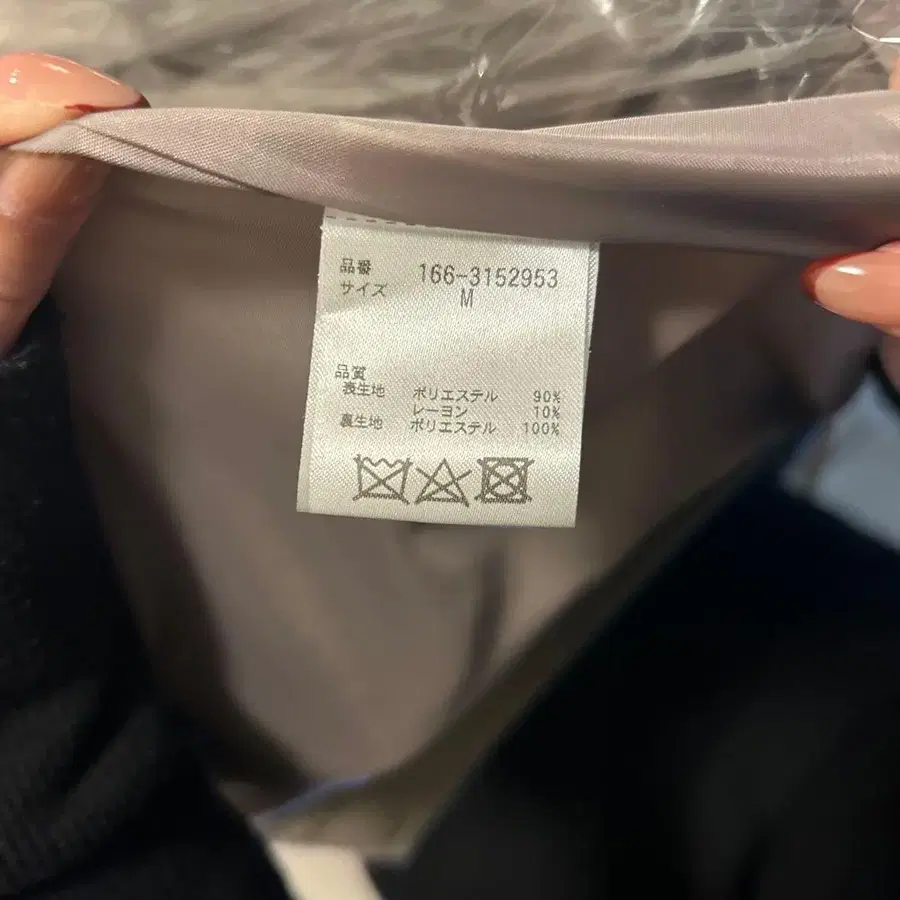 品番 166-3152953
サイズ M
品質
表生地 ポリエステル 90%
レーヨン 10%
裏生地 ポリエステル 100%